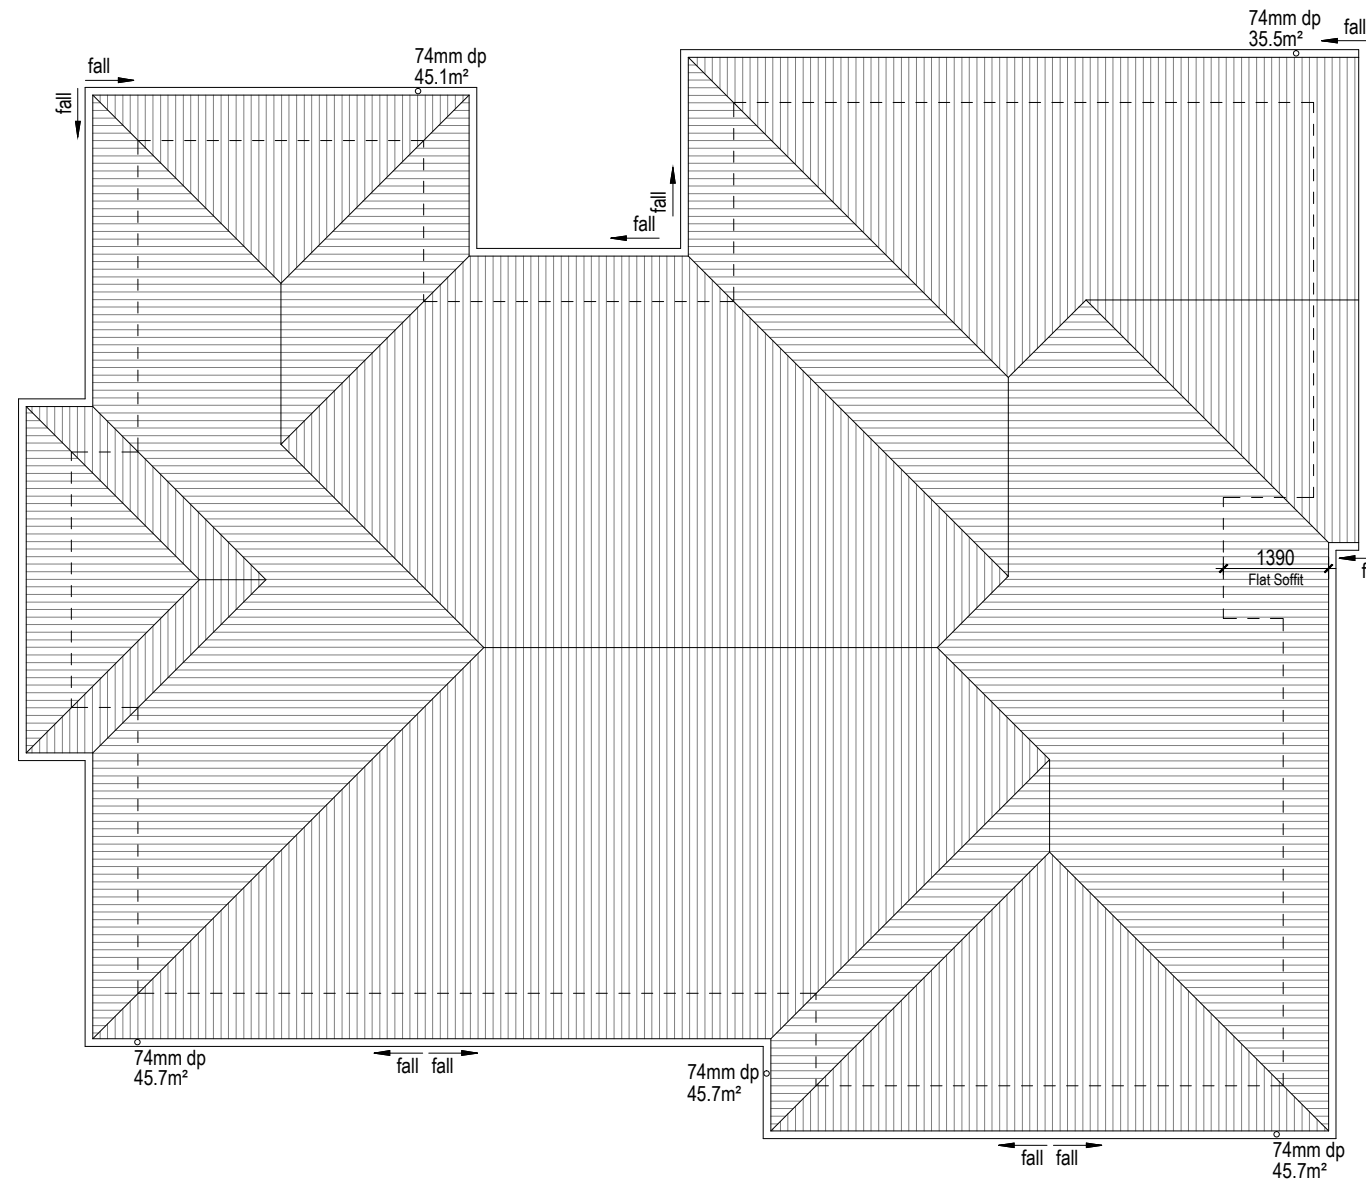 74mm dp
35.5m²
fall
74mm dp
45.1m²
fall
fall
fall
fall
1390
Flat Soffit
f
74mm dp
45.7m²
fall fall
74mm dp
45.7m²
fall fall
74mm dp
45.7m²